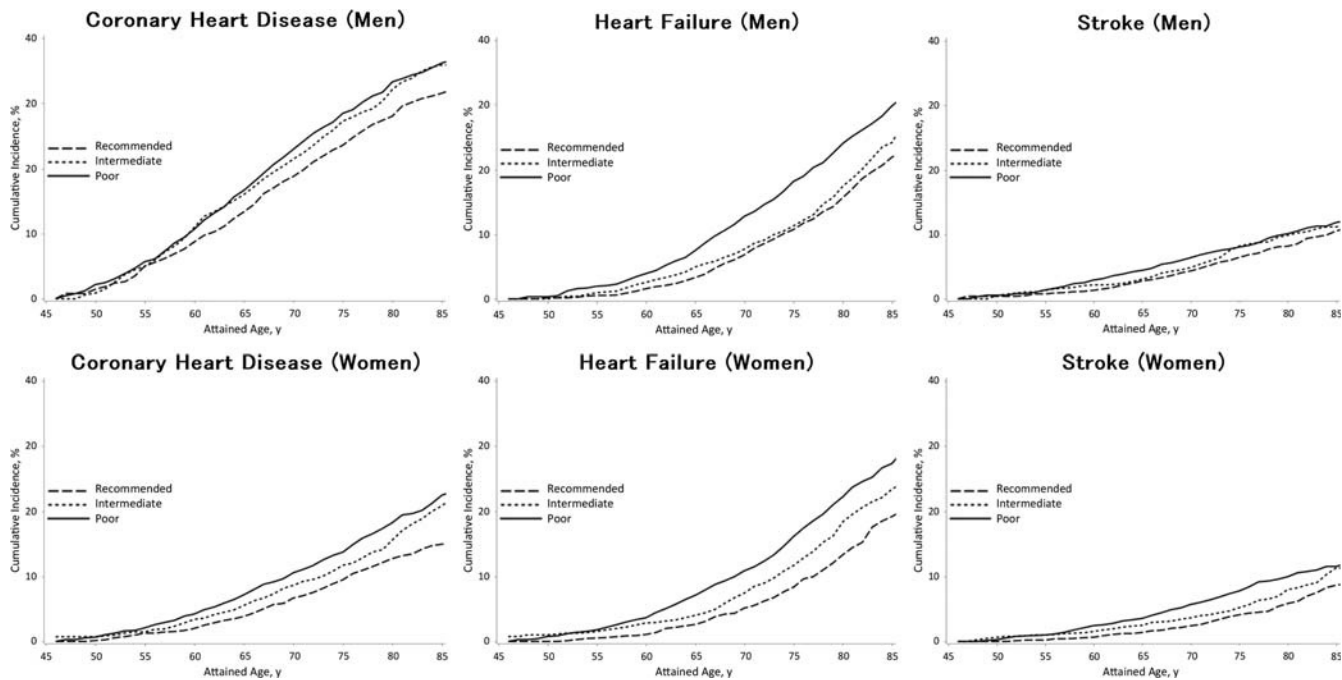 Coronary Heart Disease (Men)
40
20
20
10
0
Cumulative Incidence, %
Recommended
Intermediate
Poor
45 50 55 60 65 70 75 80 85
Attained Age, y
Heart Failure (Men)
40
20
20
10
0
Cumulative Incidence, %
Recommended
Intermediate
Poor
45 50 55 60 65 70 75 80 85
Attained Age, y
Stroke (Men)
40
20
20
10
0
Cumulative Incidence, %
Recommended
Intermediate
Poor
45 50 55 60 65 70 75 80 85
Attained Age, y
Coronary Heart Disease (Women)
40
20
20
10
0
Cumulative Incidence, %
Recommended
Intermediate
Poor
45 50 55 60 65 70 75 80 85
Attained Age, y
Heart Failure (Women)
40
20
20
10
0
Cumulative Incidence, %
Recommended
Intermediate
Poor
45 50 55 60 65 70 75 80 85
Attained Age, y
Stroke (Women)
40
20
20
10
0
Cumulative Incidence, %
Recommended
Intermediate
Poor
45 50 55 60 65 70 75 80 85
Attained Age, y